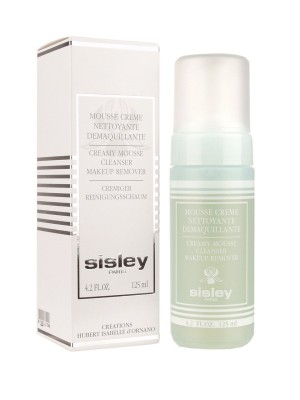 MOUSSE CRÈME
NETTOYANTE
DÉMAQUILLANTE
CREAMY MOUSSE
CLEANSER
MAKEUP REMOVER
CREMIGER
REINIGUNGSSCHAUM
sisley
PARIS
4.2 FL.OZ. 125 ml
CREATIONS
HUBERT ISABELLE d'ORNANO
MOUSSE CRÈME
NETTOYANTE
DÉMAQUILLANTE
CREAMY MOUSSE
CLEANSER
MAKEUP REMOVER
sisley
4.2 FL.OZ. 125 ml